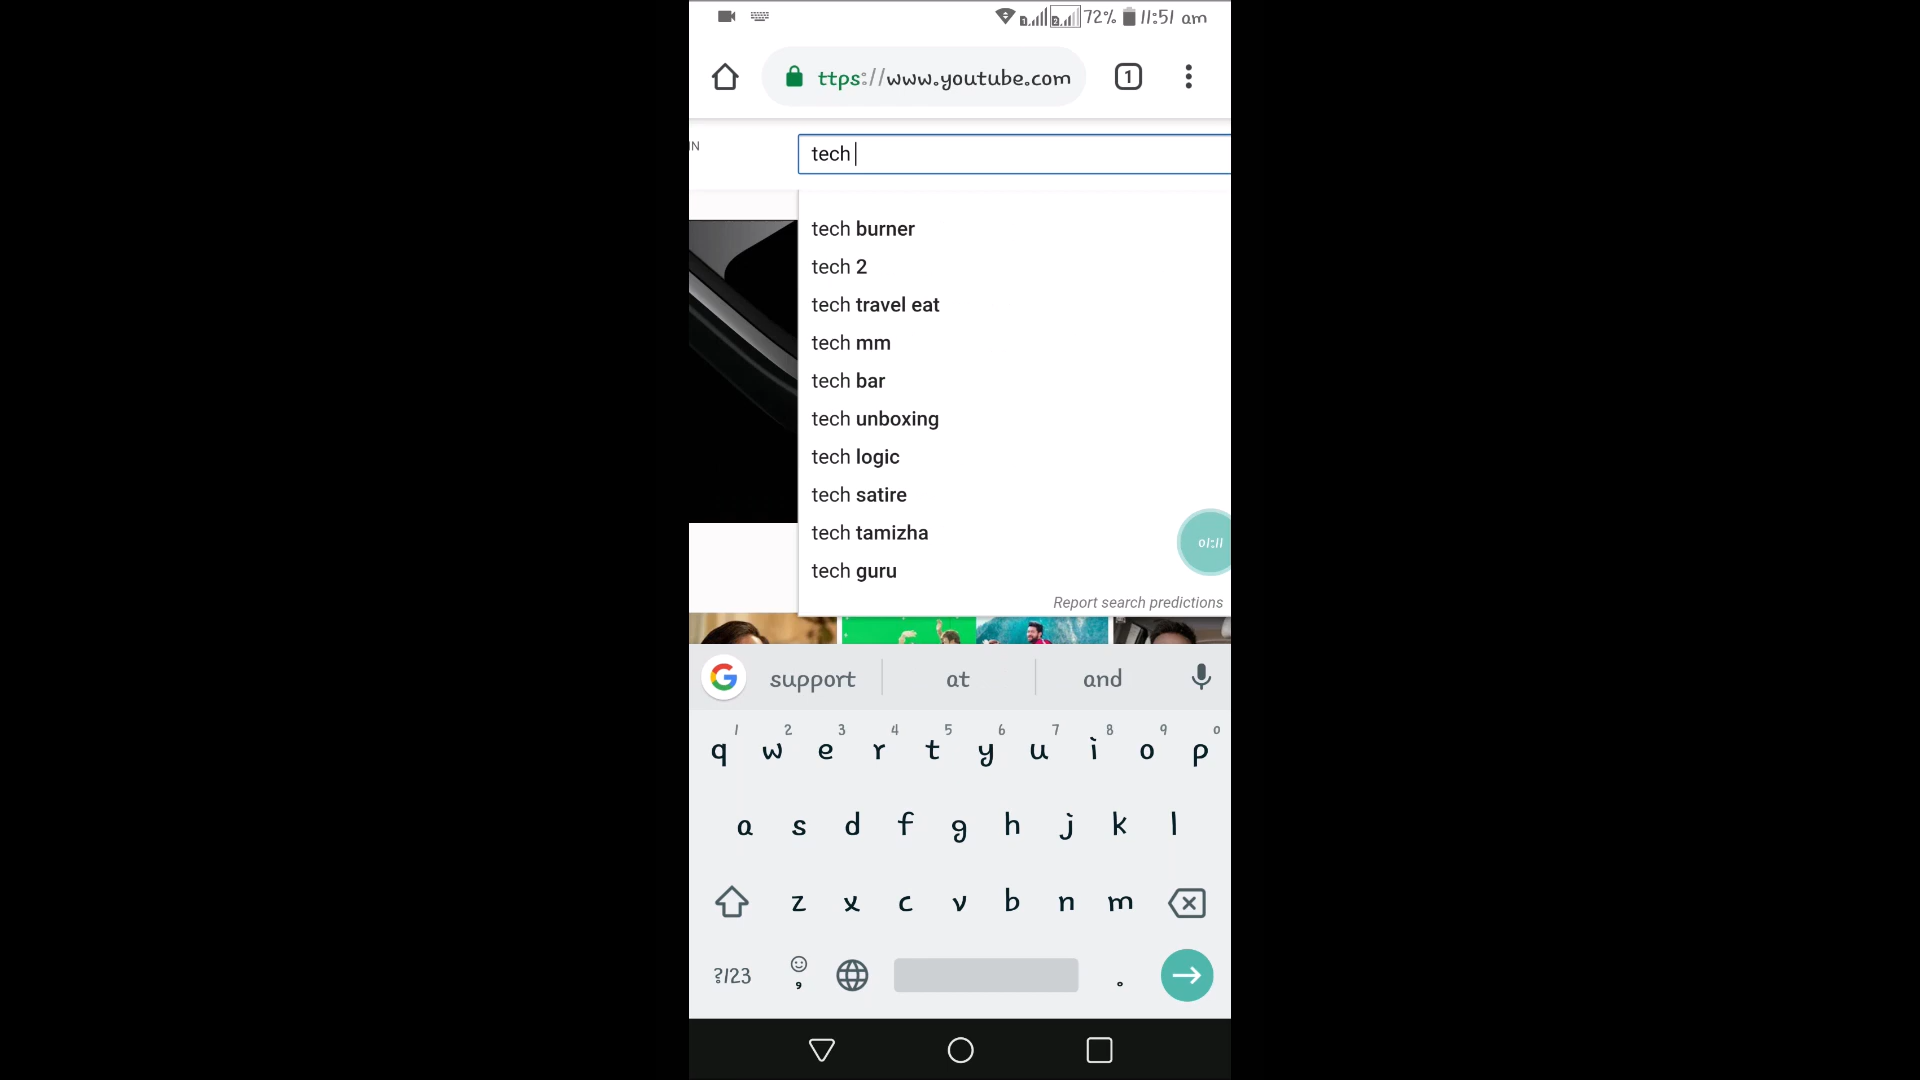 72% 11:51 am
ttps://www.youtube.com 1
IN
tech
tech burner
tech 2
tech travel eat
tech mm
tech bar
tech unboxing
tech logic
tech satire
tech tamizha
tech guru
01:11
Report search predictions
support at and
1 2 3 4 5 6 7 8 9 0
q w e r t y u i o p
a s d f g h j k l
z x c v b n m
?123 , .